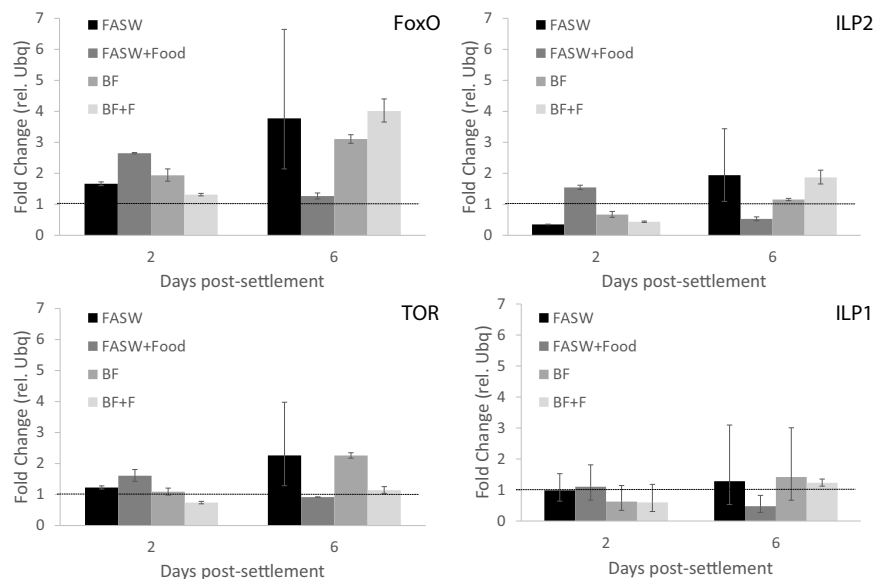 FoxO
Fold Change (rel. Ubq)
7
6
5
4
3
2
1
0
FASW
FASW+Food
BF
BF+F
2
6
Days post-settlement
ILP2
Fold Change (rel. Ubq)
7
6
5
4
3
2
1
0
FASW
FASW+Food
BF
BF+F
2
6
Days post-settlement
TOR
Fold Change (rel. Ubq)
7
6
5
4
3
2
1
0
FASW
FASW+Food
BF
BF+F
2
6
Days post-settlement
ILP1
Fold Change (rel. Ubq)
7
6
5
4
3
2
1
0
FASW
FASW+Food
BF
BF+F
2
6
Days post-settlement